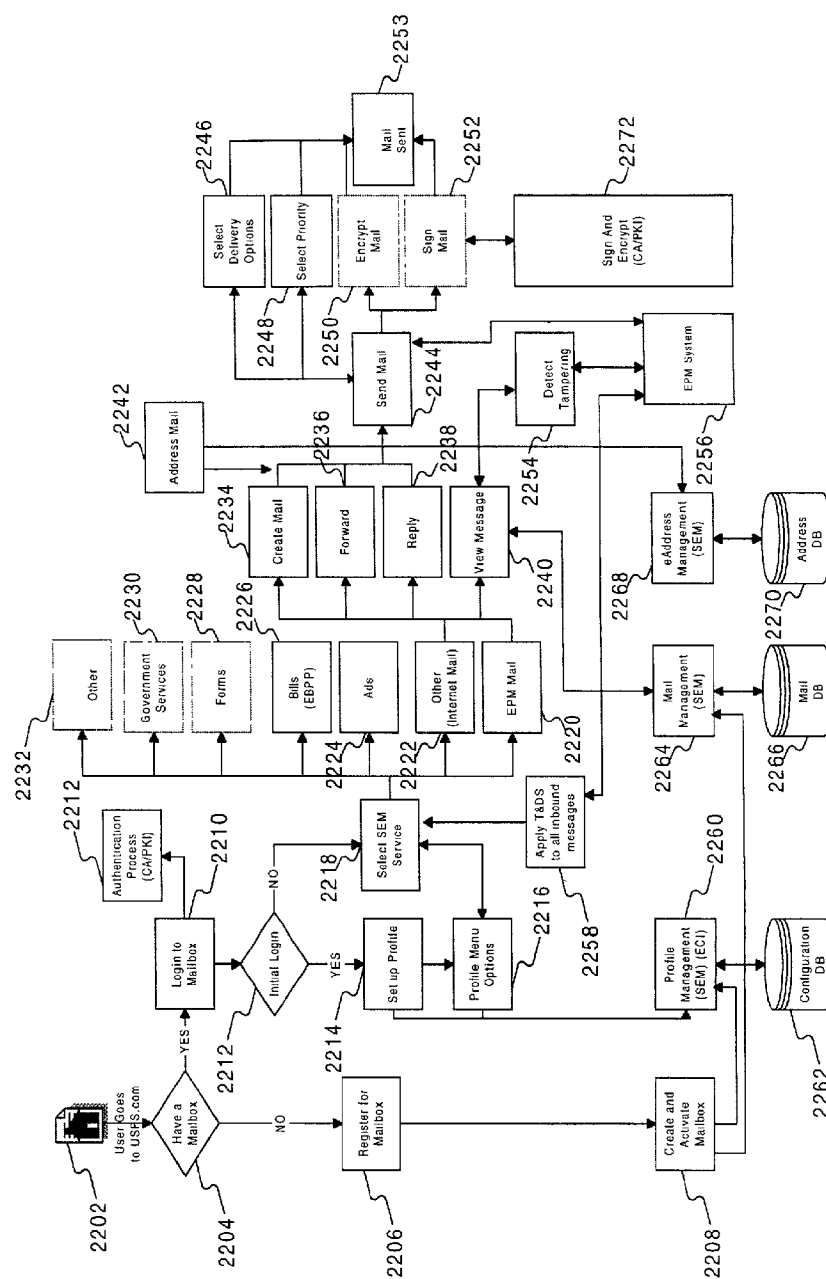 2202
User Goes
to USPS.com
2204
Have a
Mailbox
YES
NO
2206
Register for
Mailbox
2208
Create and
Activate
Mailbox
2212
Authentication
Process
(CA/PKI)
2210
Login to
Mailbox
2212
Initial Login
NO
YES
2214
Set up Profile
2216
Profile Menu
Options
2218
Select SEM
Service
2258
Apply T&DS
to all inbound
messages
2260
Profile
Management
(SEM) (ECI)
2262
Configuration
DB
2232
Other
2230
Government
Services
2228
Forms
2226
Bills
(EBPP)
2224
Ads
2222
Other
(Internet Mail)
2220
EPM Mail
2242
Address Mail
2234
Create Mail
2236
Forward
2238
Reply
2240
View Message
2264
Mail
Management
(SEM)
2266
Mail
DB
2268
eAddress
Management
(SEM)
2270
Address
DB
2246
Select
Delivery
Options
2248
Select Priority
2250
Encrypt
Mail
2252
Sign
Mail
2253
Mail
Sent
2244
Send Mail
2254
Detect
Tampering
2256
EPM System
2272
Sign And
Encrypt
(CA/PKI)